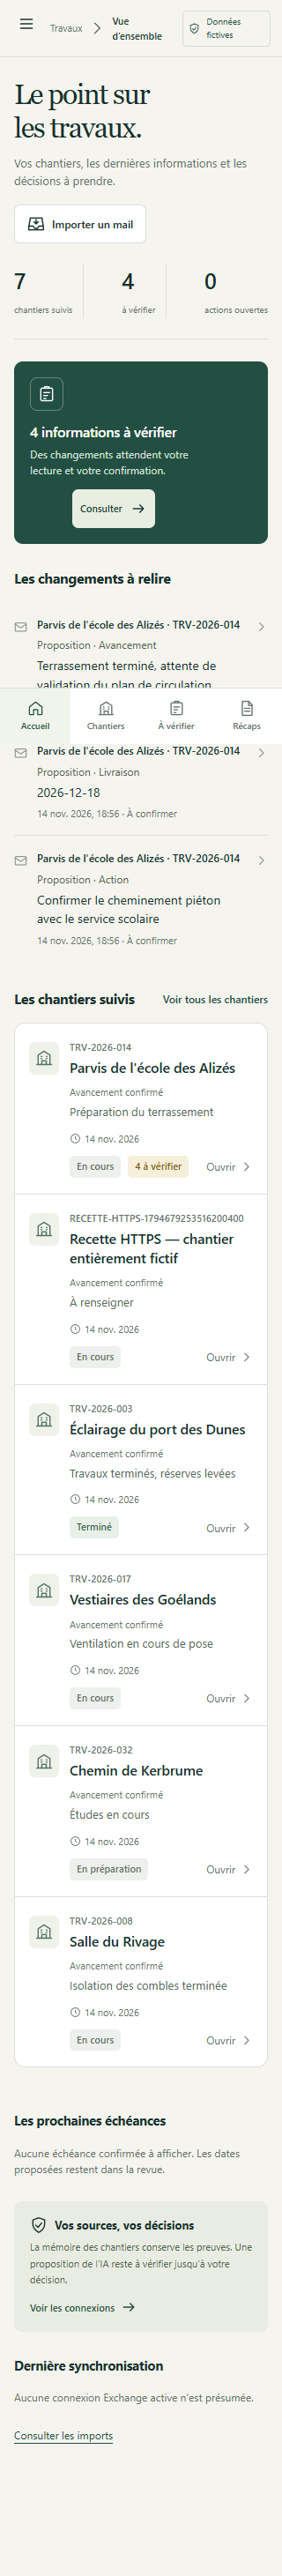 Travaux
Vue
d'ensemble
Données
fictives
Le point sur
les travaux.
Vos chantiers, les dernières informations et les
décisions à prendre.
Importer un mail
7
chantiers suivis
4
à vérifier
0
actions ouvertes
4 informations à vérifier
Des changements attendent votre
lecture et votre confirmation.
Consulter
Les changements à relire
Parvis de l'école des Alizés · TRV-2026-014
Proposition · Avancement
Terrassement terminé, attente de
validation du plan de circulation
Accueil
Chantiers
À vérifier
Récaps
Parvis de l'école des Alizés · TRV-2026-014
Proposition · Livraison
2026-12-18
14 nov. 2026, 18:56 · À confirmer
Parvis de l'école des Alizés · TRV-2026-014
Proposition · Action
Confirmer le cheminement piéton
avec le service scolaire
14 nov. 2026, 18:56 · À confirmer
Les chantiers suivis
Voir tous les chantiers
TRV-2026-014
Parvis de l'école des Alizés
Avancement confirmé
Préparation du terrassement
14 nov. 2026
En cours
4 à vérifier
Ouvrir
RECETTE-HTTPS-1794679253516200400
Recette HTTPS — chantier
entièrement fictif
Avancement confirmé
À renseigner
14 nov. 2026
En cours
Ouvrir
TRV-2026-003
Éclairage du port des Dunes
Avancement confirmé
Travaux terminés, réserves levées
14 nov. 2026
Terminé
Ouvrir
TRV-2026-017
Vestiaires des Goélands
Avancement confirmé
Ventilation en cours de pose
14 nov. 2026
En cours
Ouvrir
TRV-2026-032
Chemin de Kerbrume
Avancement confirmé
Études en cours
14 nov. 2026
En préparation
Ouvrir
TRV-2026-008
Salle du Rivage
Avancement confirmé
Isolation des combles terminée
14 nov. 2026
En cours
Ouvrir
Les prochaines échéances
Aucune échéance confirmée à afficher. Les dates
proposées restent dans la revue.
Vos sources, vos décisions
La mémoire des chantiers conserve les preuves. Une
proposition de l'IA reste à vérifier jusqu'à votre
décision.
Voir les connexions
Dernière synchronisation
Aucune connexion Exchange active n'est présumée.
Consulter les imports